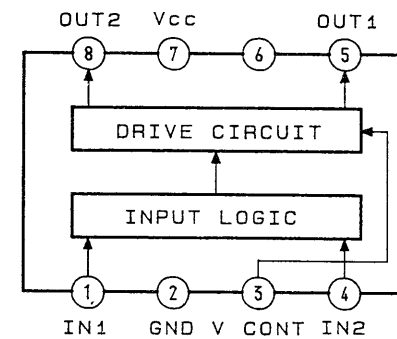 OUT2 Vcc OUT1
8 7 6 5
DRIVE CIRCUIT
INPUT LOGIC
1 2 3 4
IN1 GND V CONT IN2